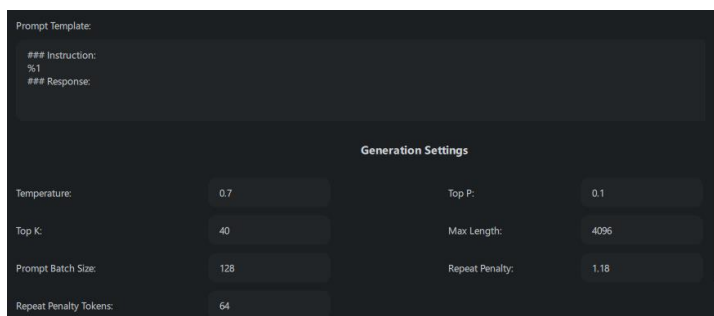 Prompt Template:
### Instruction:
%1
### Response:
Generation Settings
Temperature: 0.7 Top P: 0.1
Top K: 40 Max Length: 4096
Prompt Batch Size: 128 Repeat Penalty: 1.18
Repeat Penalty Tokens: 64